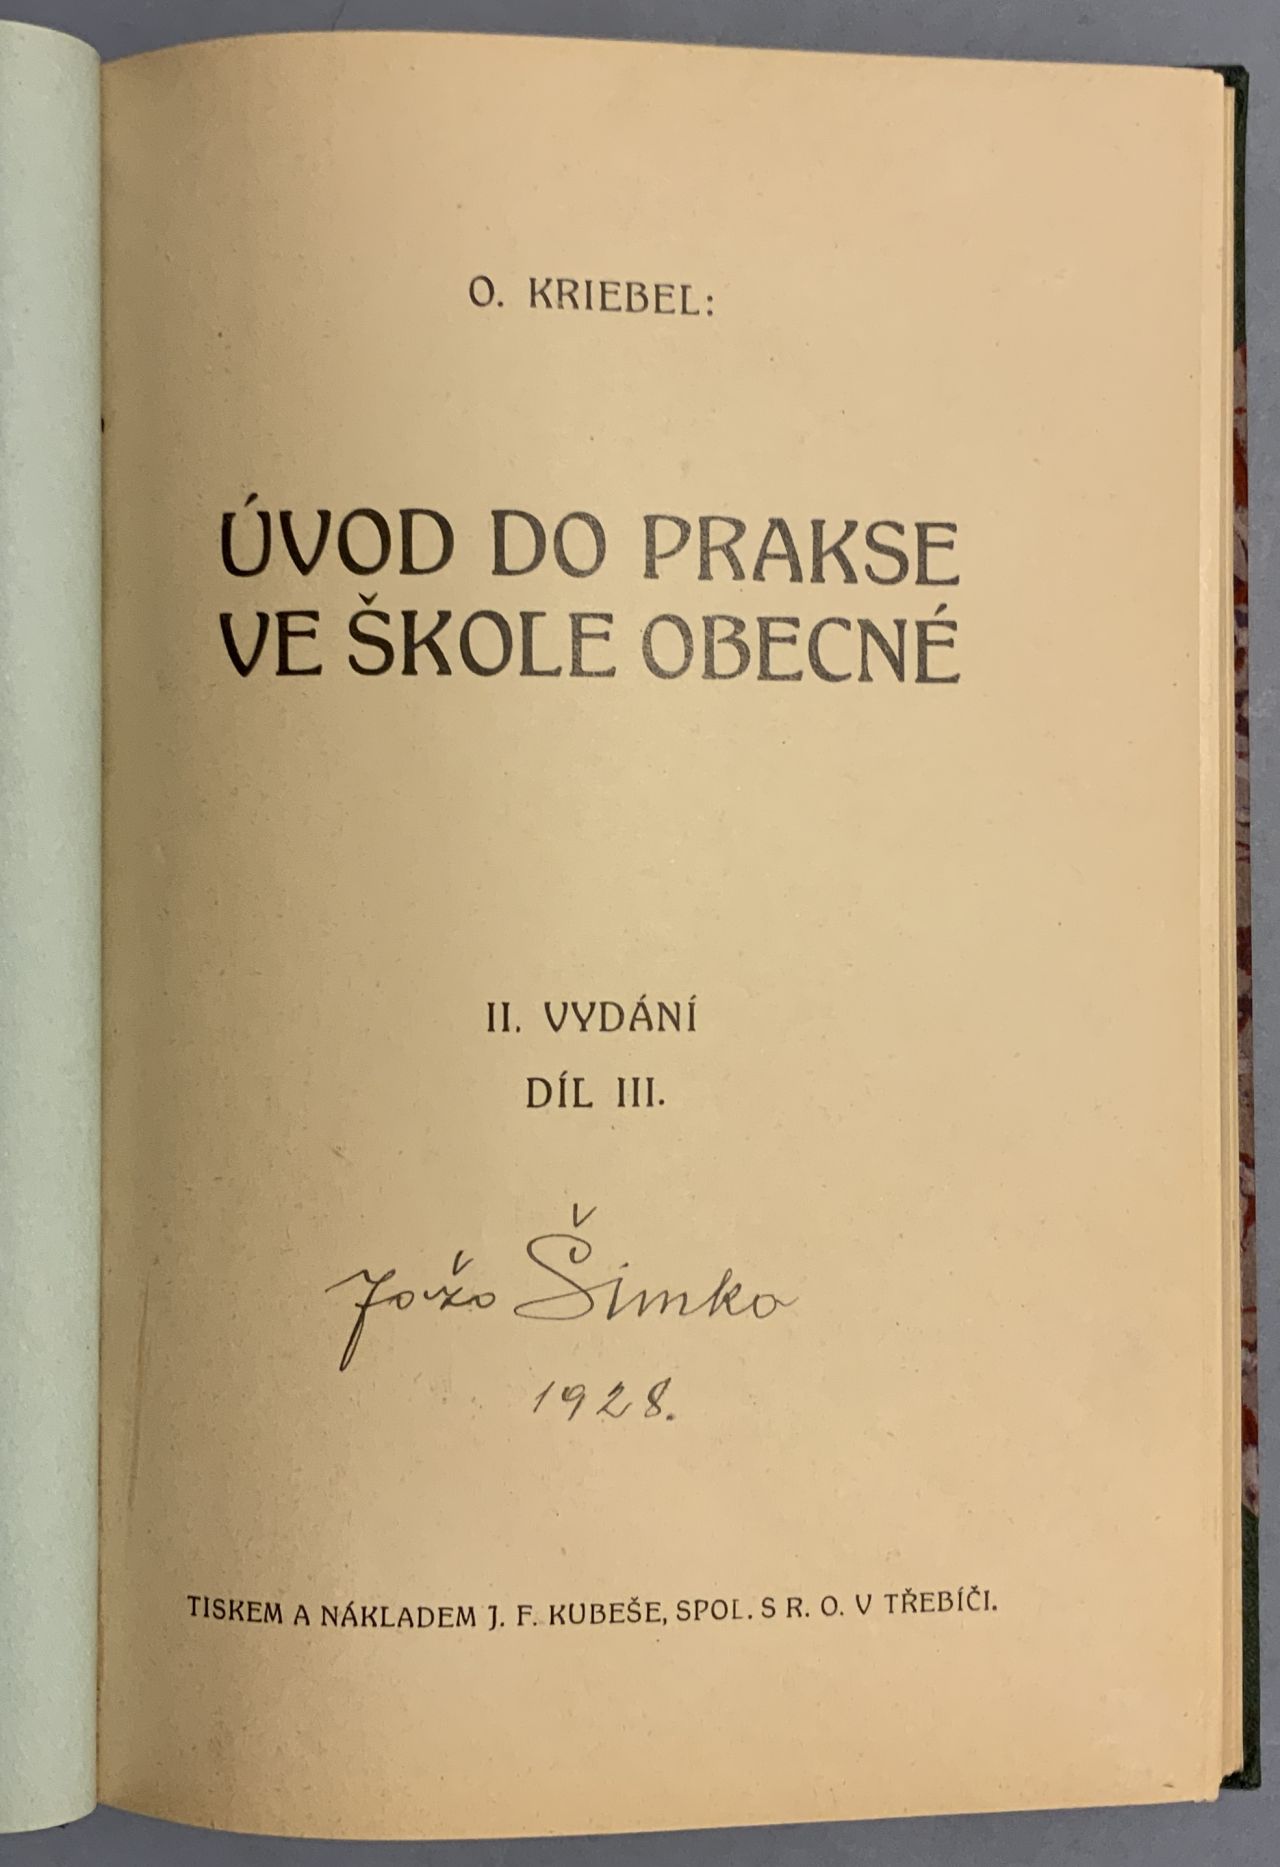 O. KRIEBEL:
ÚVOD DO PRAKSE
VE ŠKOLE OBECNÉ
II. VYDÁNÍ
DÍL III.
Jožo Šimko
1928.
TISKEM A NÁKLADEM J. F. KUBEŠE, SPOL. S R. O. V TŘEBÍČI.